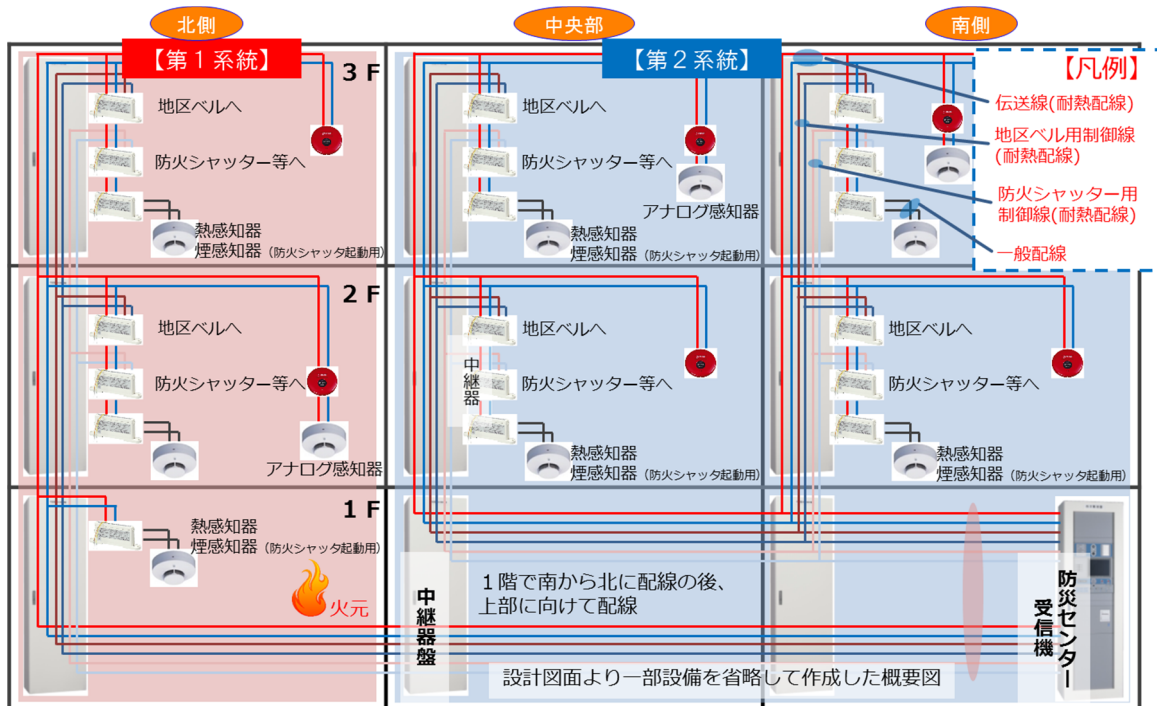 北側
中央部
南側
【第１系統】
【第２系統】
【凡例】
伝送線(耐熱配線)
地区ベル用制御線
(耐熱配線)
防火シャッター用
制御線(耐熱配線)
一般配線
３Ｆ
地区ベルへ
防火シャッター等へ
熱感知器
煙感知器（防火シャッタ起動用）
地区ベルへ
防火シャッター等へ
アナログ感知器
熱感知器
煙感知器（防火シャッタ起動用）
２Ｆ
地区ベルへ
防火シャッター等へ
アナログ感知器
地区ベルへ
中継器
防火シャッター等へ
熱感知器
煙感知器（防火シャッタ起動用）
地区ベルへ
防火シャッター等へ
熱感知器
煙感知器（防火シャッタ起動用）
１Ｆ
熱感知器
煙感知器（防火シャッタ起動用）
火元
中継器盤
１階で南から北に配線の後、
上部に向けて配線
防災センター
受信機
設計図面より一部設備を省略して作成した概要図